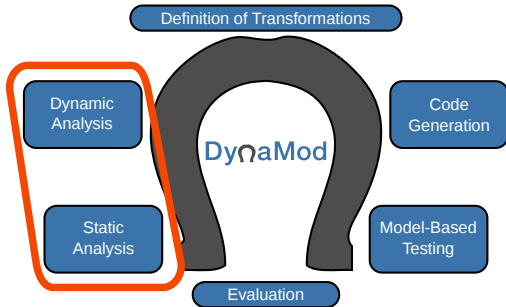 Definition of Transformations
Dynamic
Analysis
Code
Generation
DynaMod
Static
Analysis
Model-Based
Testing
Evaluation